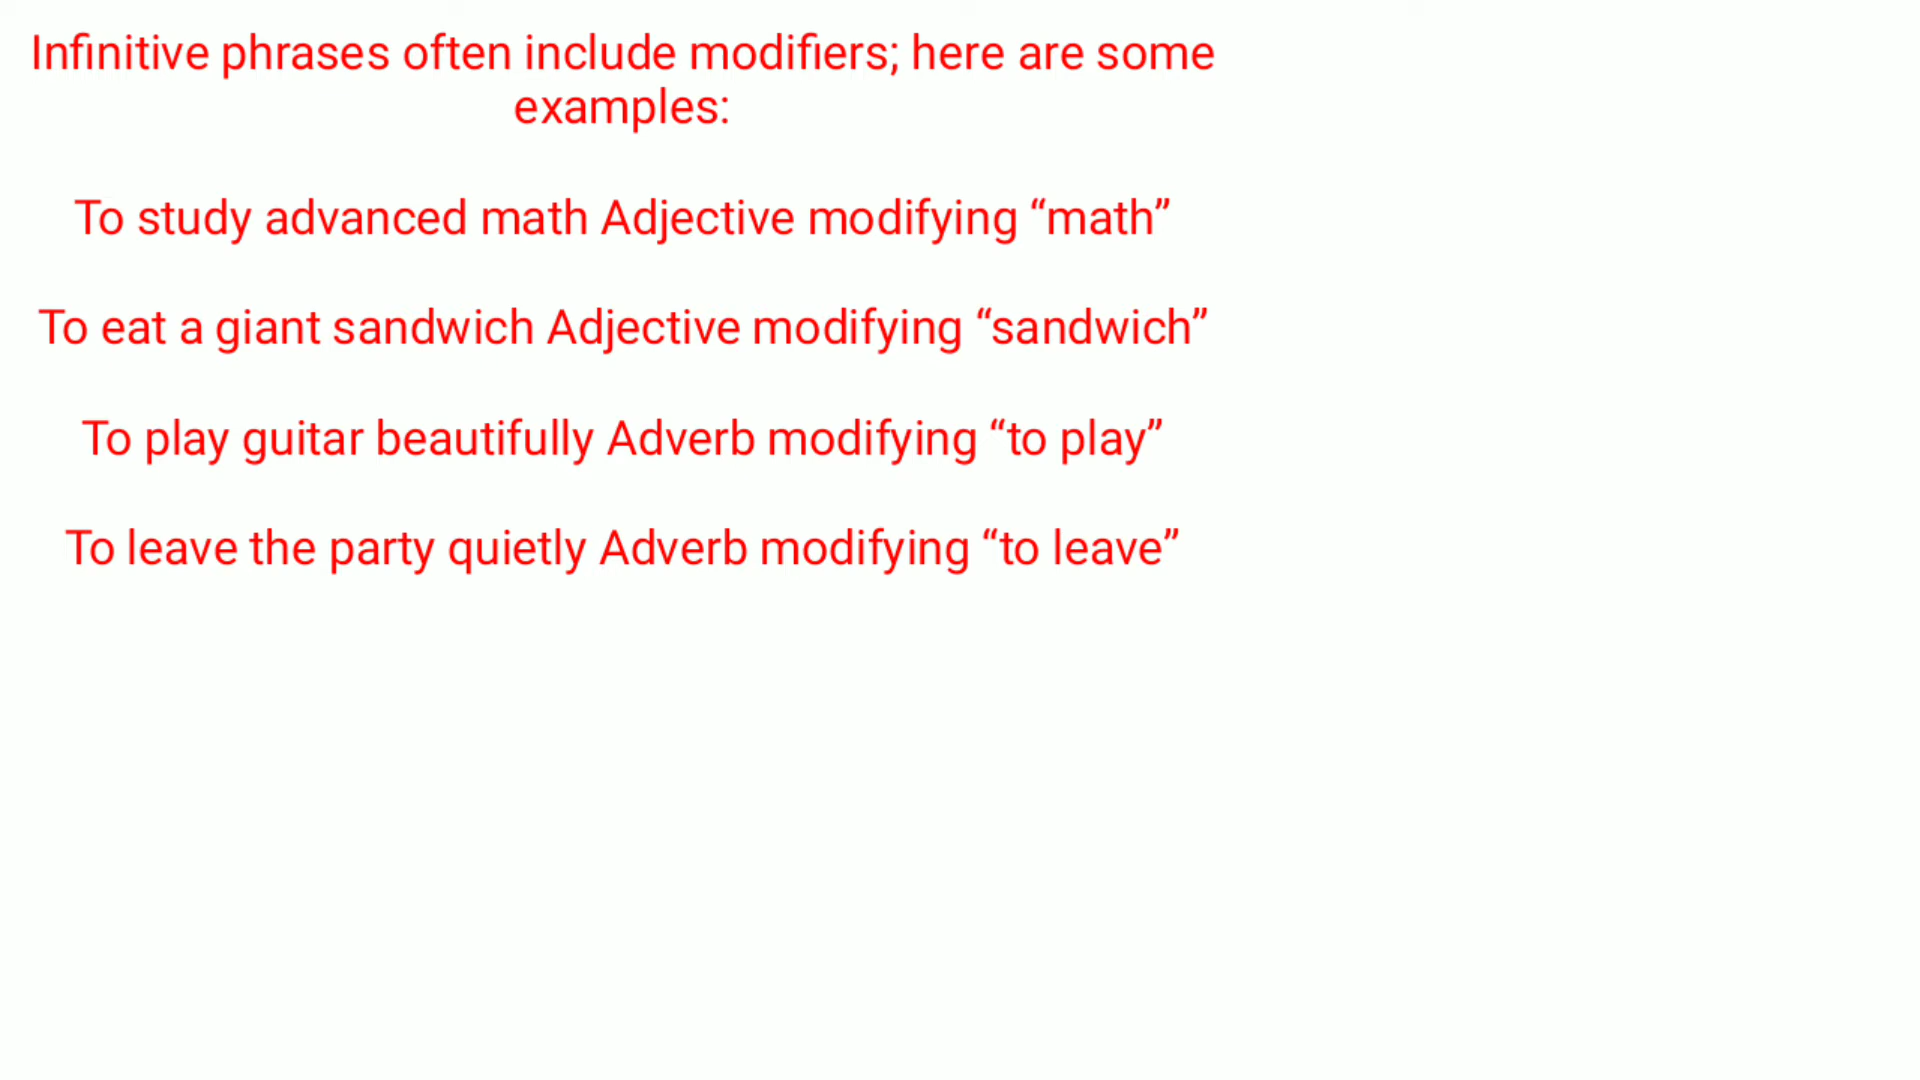 Infinitive phrases often include modifiers; here are some
examples:
To study advanced math Adjective modifying “math”
To eat a giant sandwich Adjective modifying “sandwich”
To play guitar beautifully Adverb modifying “to play”
To leave the party quietly Adverb modifying “to leave”